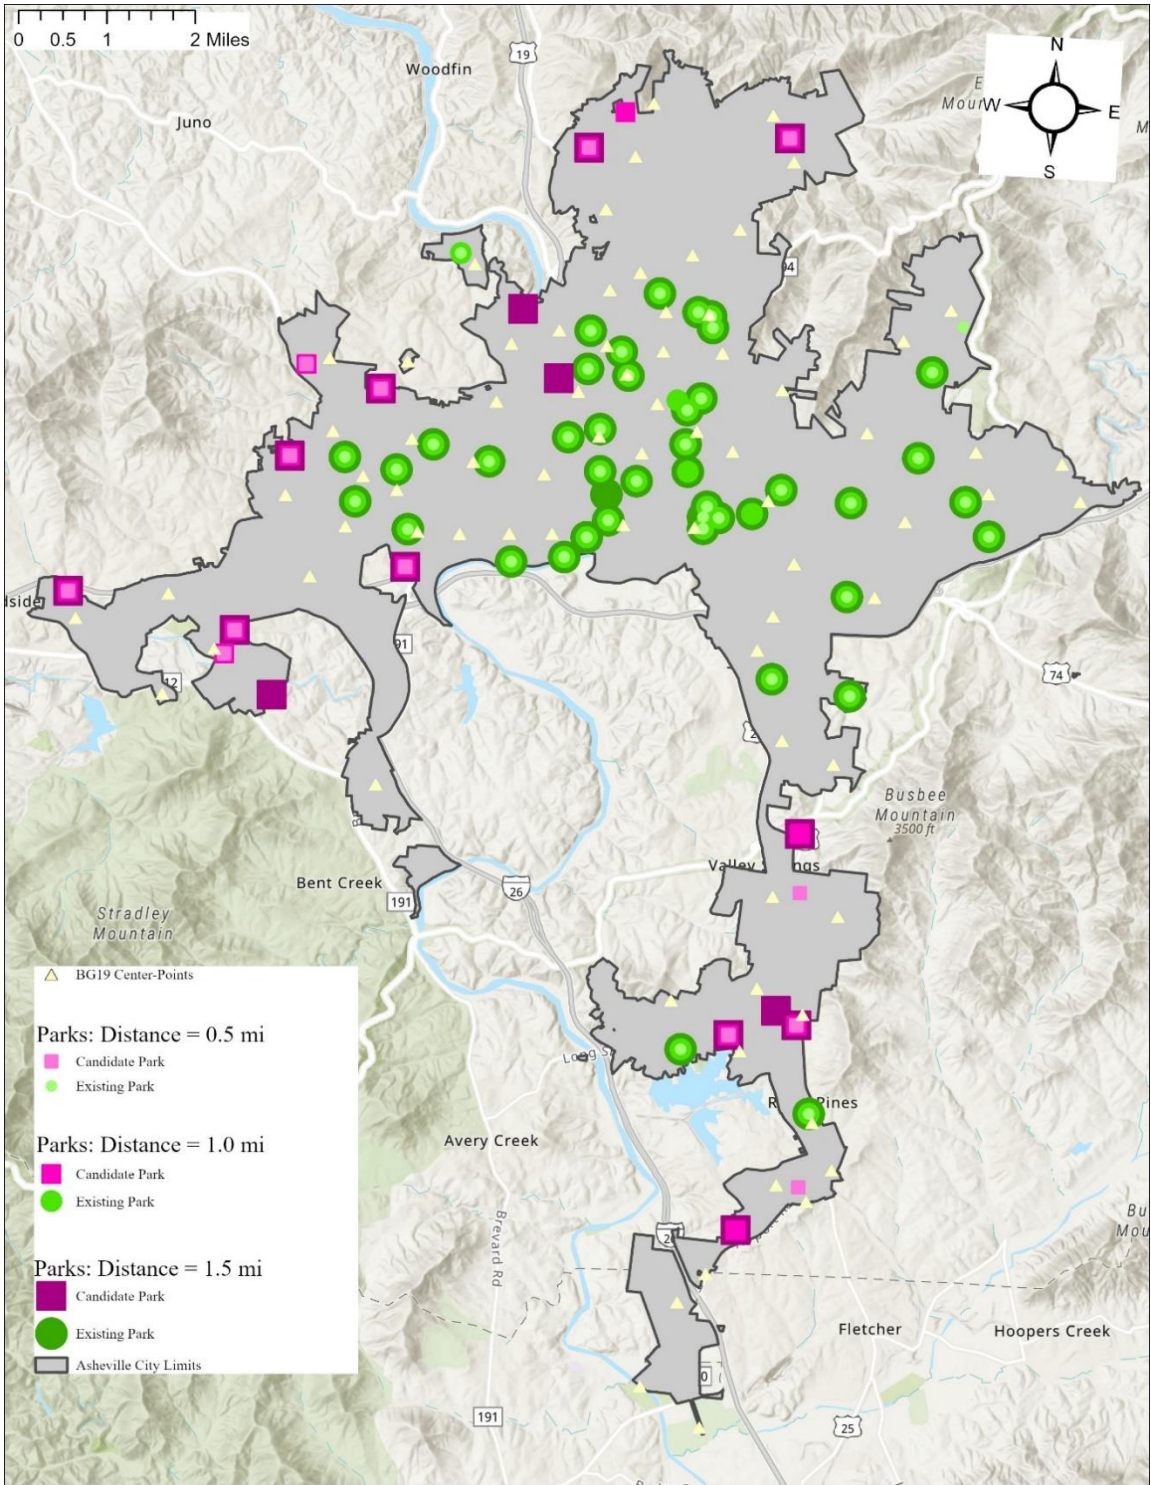 0 0.5 1 2 Miles
19
Woodfin
N
W
E
S
Juno
94
74
91
12
Busbee
Mountain
3500 ft
Bent Creek
191
26
Stradley
Mountain
BG19 Center-Points
Parks: Distance = 0.5 mi
Candidate Park
Existing Park
Parks: Distance = 1.0 mi
Candidate Park
Existing Park
Parks: Distance = 1.5 mi
Candidate Park
Existing Park
Asheville City Limits
Avery Creek
Brevard Rd
Fletcher
Hoopers Creek
191
25